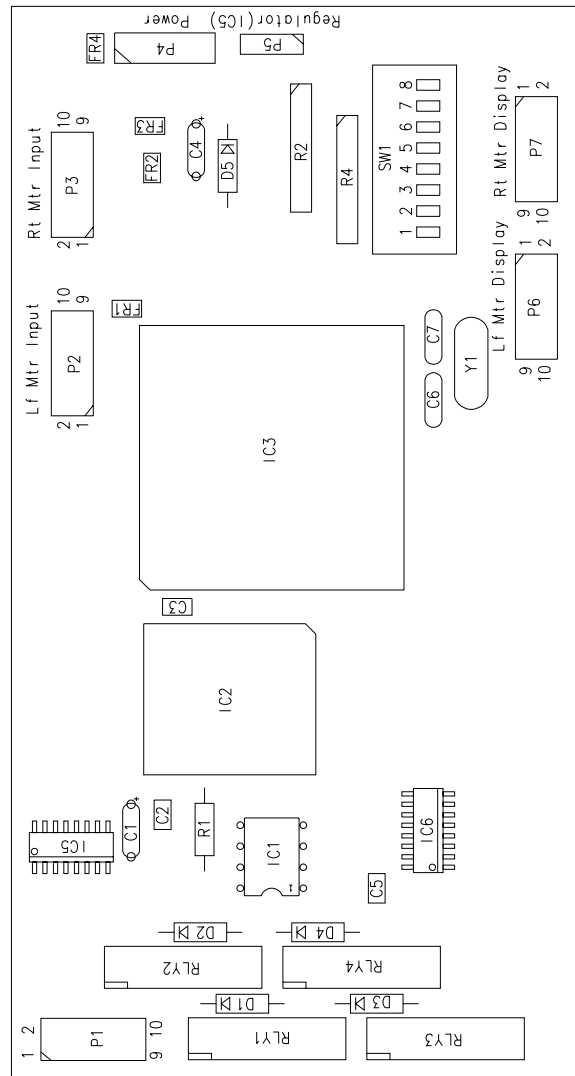 Regulator(IC5) Power
FR4
P4
P5
Rt Mtr Input
10
9
P3
2
1
FR3
FR2
C4
+
D5
R2
R4
SW1
8
7
6
5
4
3
2
1
Rt Mtr Display
1
2
P7
9
10
Lf Mtr Display
1
2
P6
9
10
Lf Mtr Input
10
9
P2
2
1
FR1
IC3
C7
C6
Y1
C3
IC2
IC5
C1
+
C2
R1
IC1
1
IC6
C5
D2
D4
RLY2
RLY4
D1
D3
1
2
P1
9
10
RLY1
RLY3